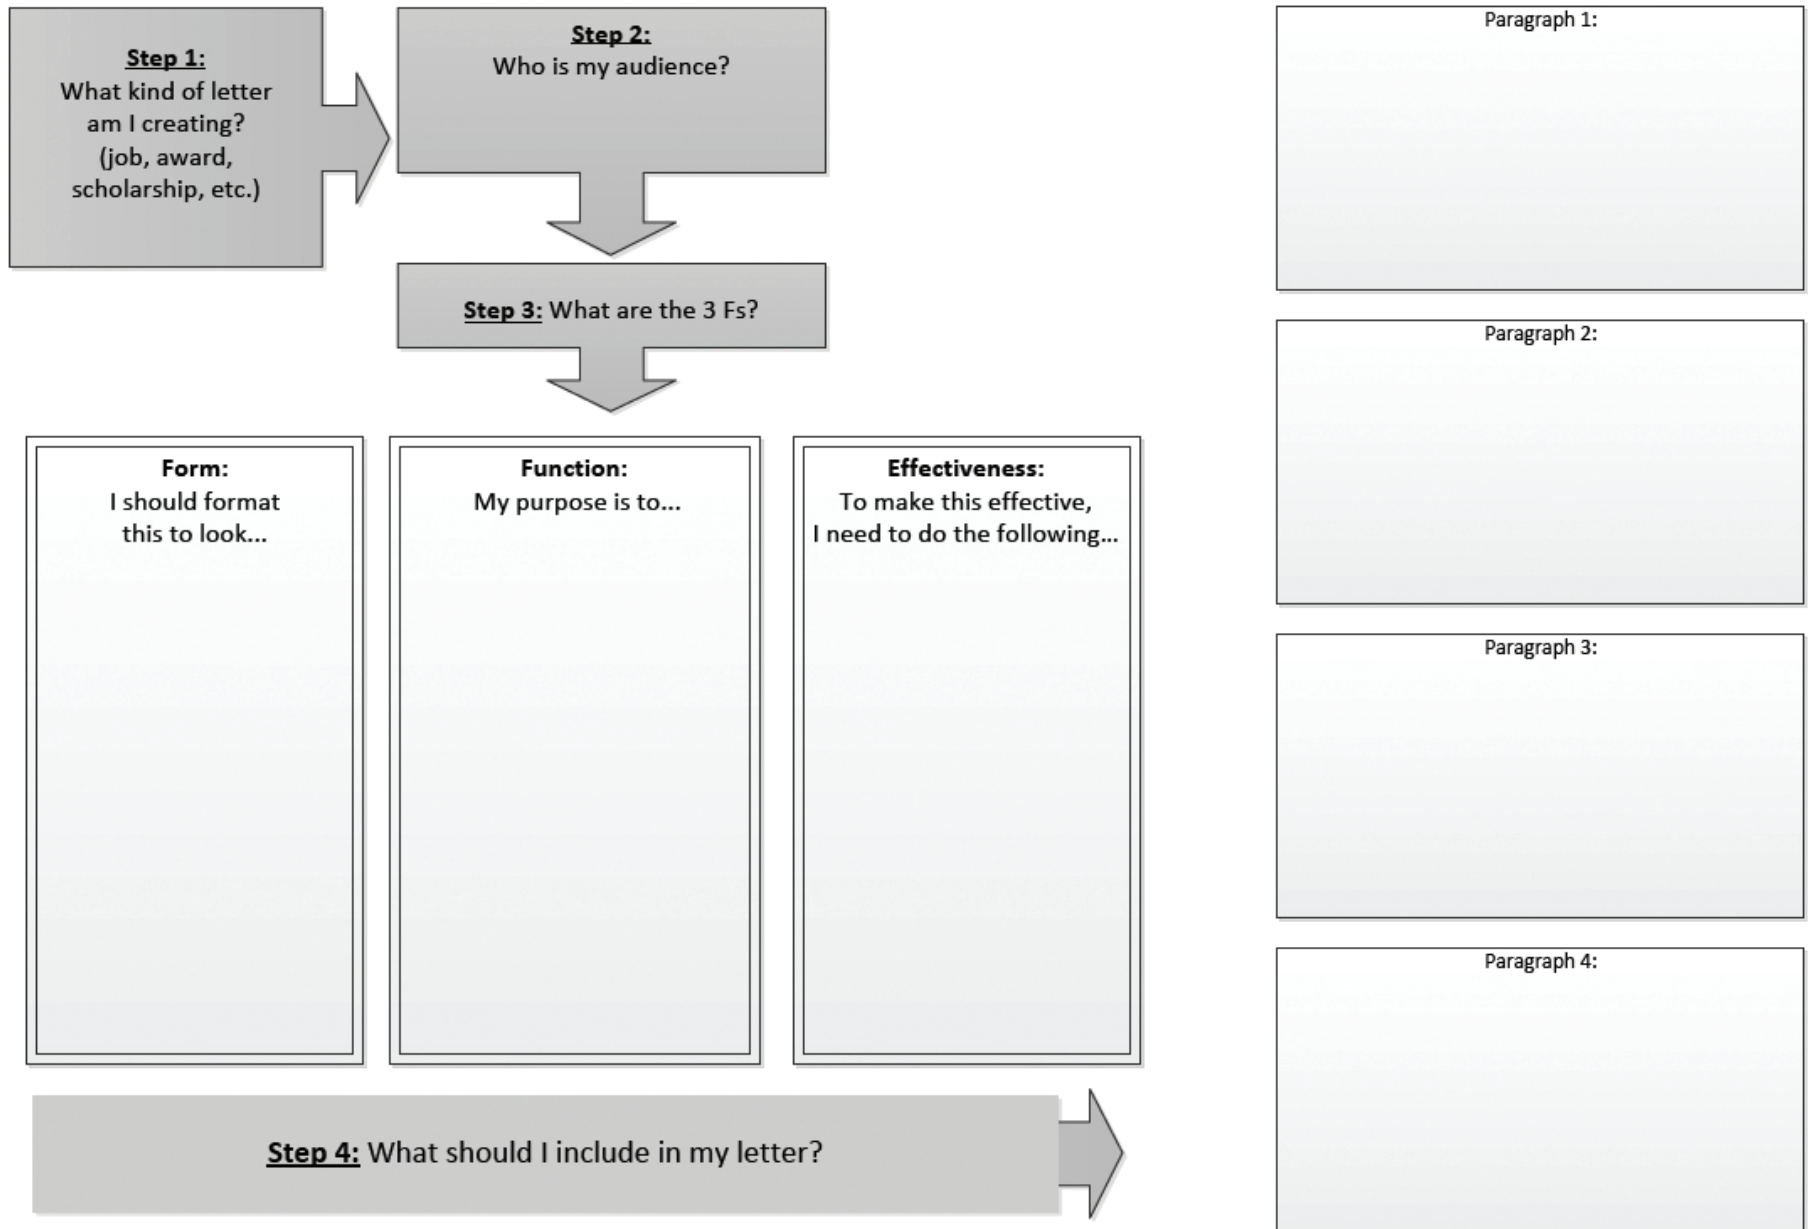 Step 1:
What kind of letter
am I creating?
(job, award,
scholarship, etc.)
Step 2:
Who is my audience?
Step 3: What are the 3 Fs?
Form:
I should format
this to look...
Function:
My purpose is to...
Effectiveness:
To make this effective,
I need to do the following...
Step 4: What should I include in my letter?
Paragraph 1:
Paragraph 2:
Paragraph 3:
Paragraph 4: